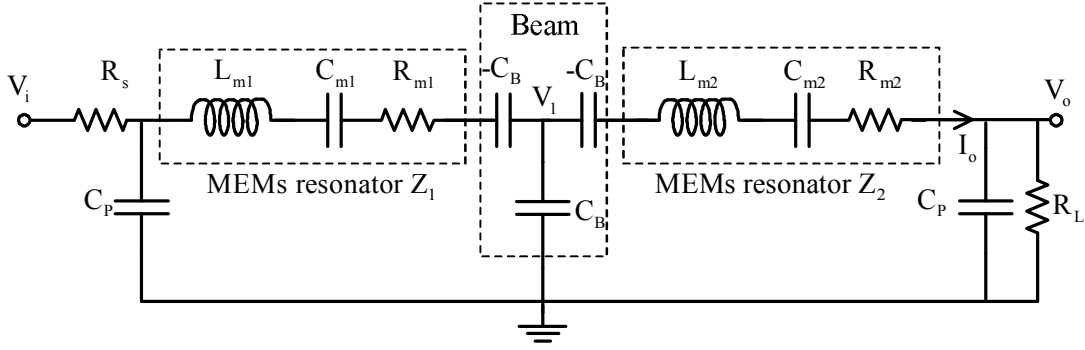 Beam
V_i
R_s
L_m1
C_m1
R_m1
-C_B
V_1
-C_B
L_m2
C_m2
R_m2
V_o
I_o
MEMs resonator Z_1
MEMs resonator Z_2
C_P
C_B
C_P
R_L